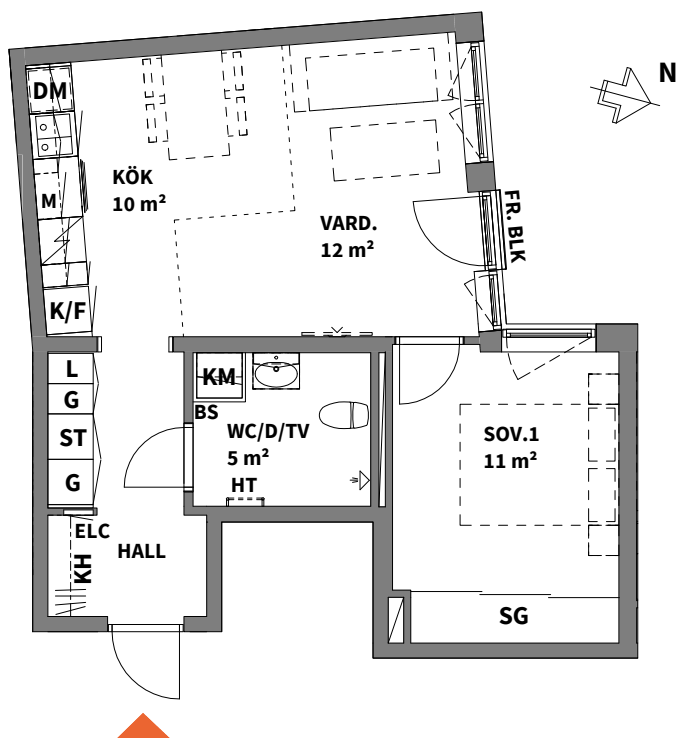 N
DM
KÖK
10 m²
M
VARD.
12 m²
FR. BLK
K/F
L
G
ST
G
KM
BS
WC/D/TV
5 m²
HT
SOV.1
11 m²
ELC
HALL
KH
SG